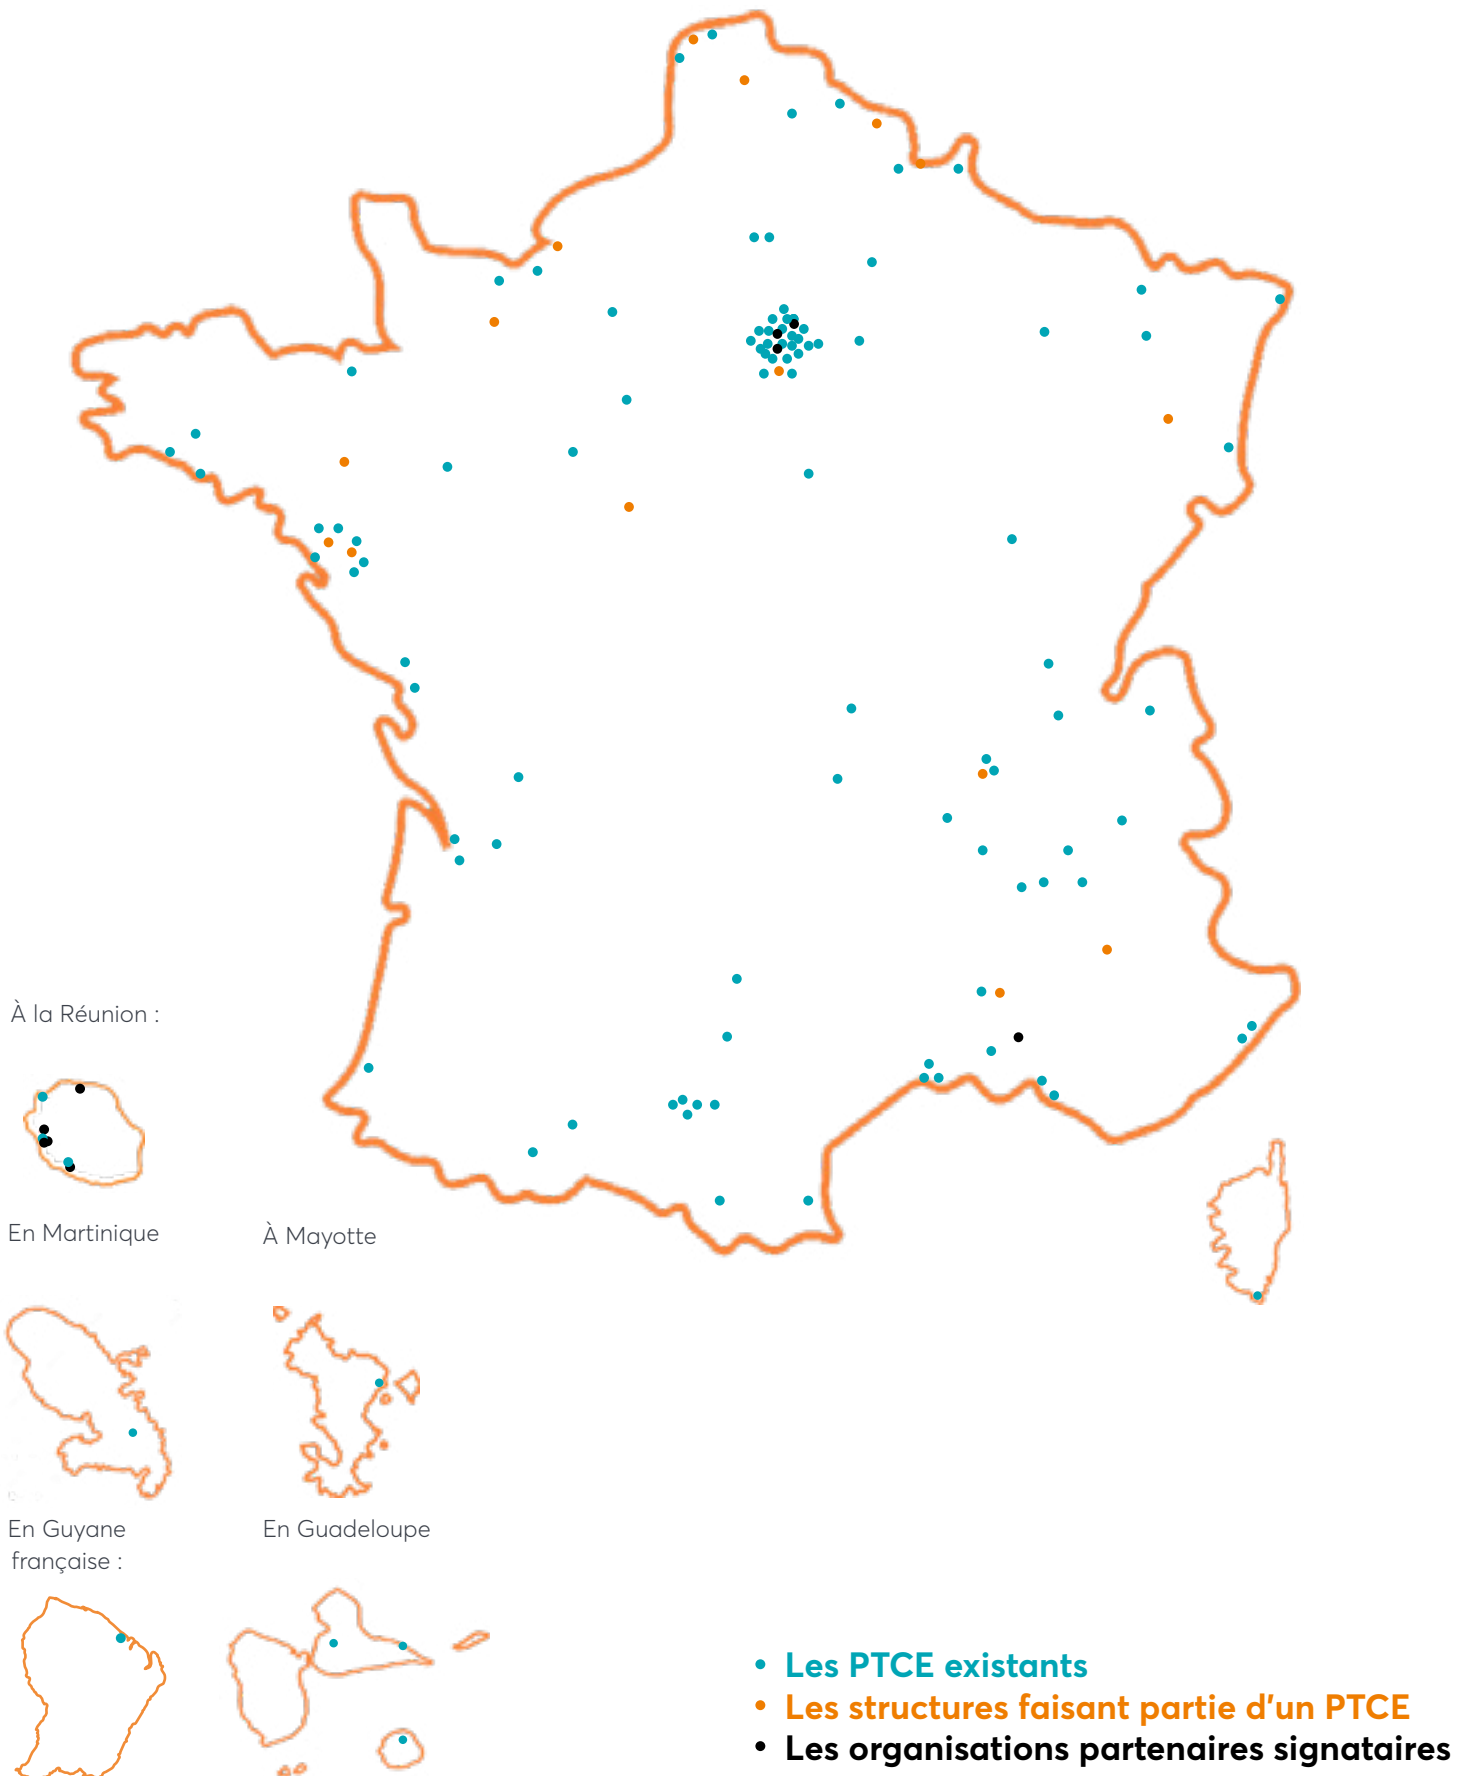 À la Réunion :
En Martinique
À Mayotte
En Guyane
française :
En Guadeloupe
• Les PTCE existants
• Les structures faisant partie d’un PTCE
• Les organisations partenaires signataires